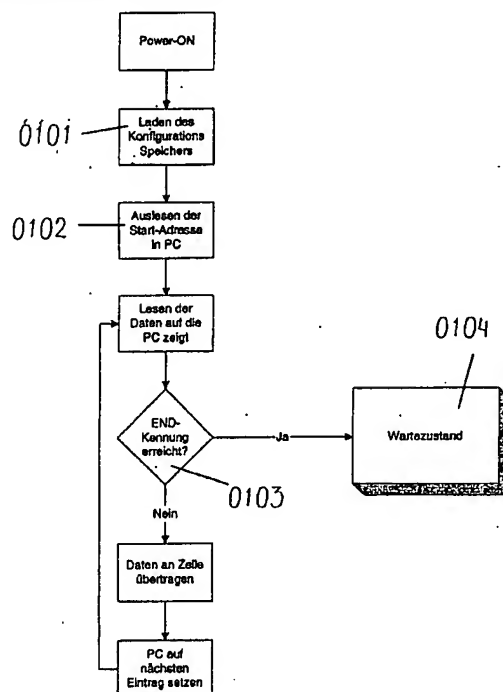 Power-ON
0101
Laden des
Konfigurations
Speichers
0102
Auslesen der
Start-Adresse
in PC
Lesen der
Daten auf die
PC zeigt
0104
END-
Kennung
erreicht?
Ja
Wartezustand
0103
Nein
Daten an Zelle
übertragen
PC auf
nächsten
Eintrag setzen